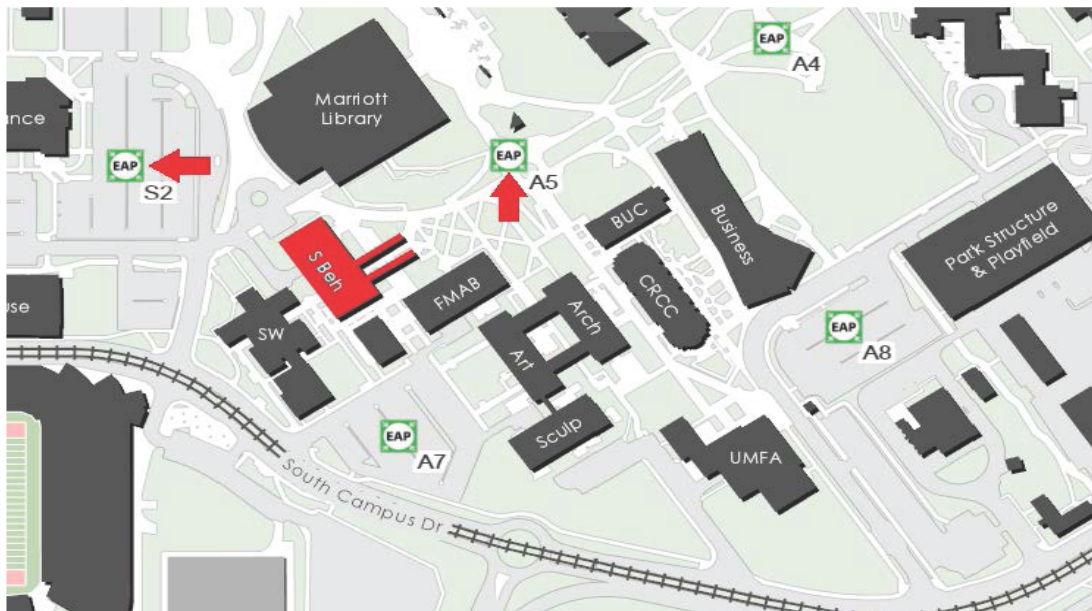 EAP
A4
Marriott
Library
ance
EAP
S2
EAP
A5
BUC
Business
Park Structure
& Playfield
S Beh
FMAB
CRCC
Arch
use
SW
EAP
A8
Art
EAP
A7
Sculp
UMFA
South Campus Dr